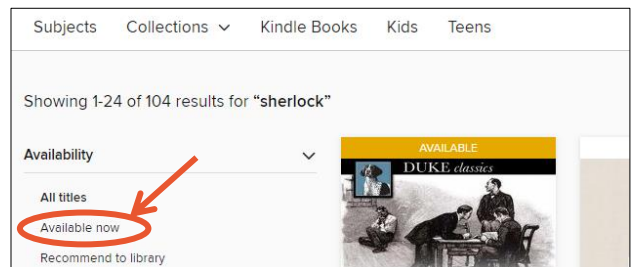 Subjects Collections Kindle Books Kids Teens
Showing 1-24 of 104 results for “sherlock”
Availability
All titles
Available now
Recommend to library
AVAILABLE
DUKE classics